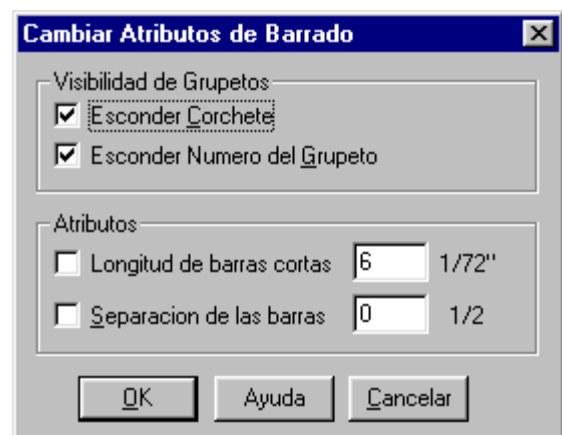 Cambiar Atributos de Barrado
Visibilidad de Grupetos
Esconder Corchete
Esconder Numero del Grupeto
Atributos
Longitud de barras cortas 6 1/72"
Separacion de las barras 0 1/2
OK Ayuda Cancelar